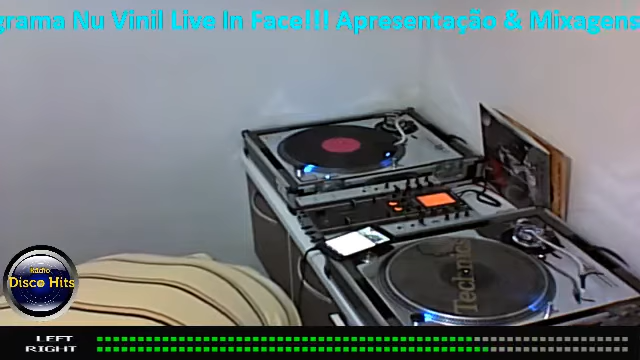 grama Nu Vinil Live In Face!!! Apresentação & Mixagens
Technics
Rádio
Disco Hits
LEFT
RIGHT